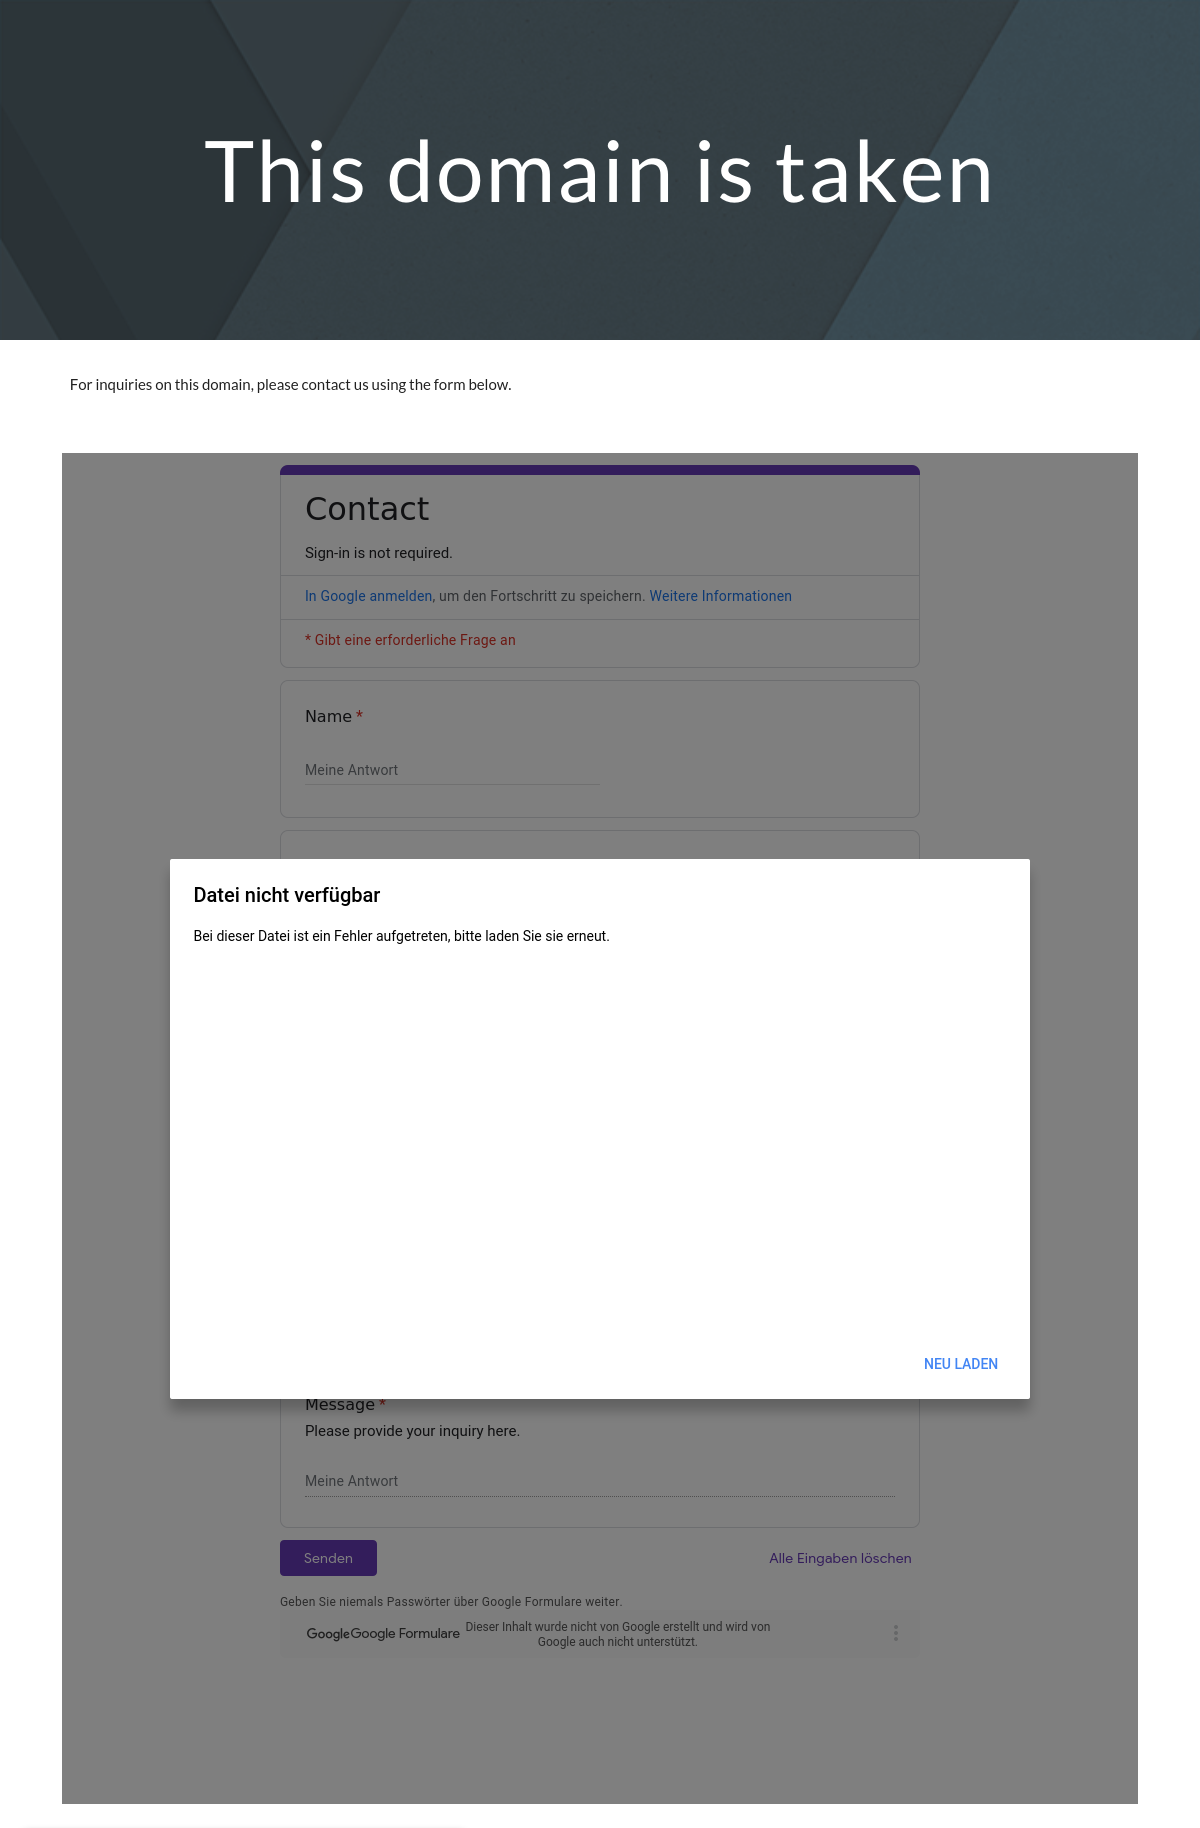 This domain is taken
For inquiries on this domain, please contact us using the form below.
Contact
Sign-in is not required.
In Google anmelden, um den Fortschritt zu speichern. Weitere Informationen
* Gibt eine erforderliche Frage an
Name *
Meine Antwort
Datei nicht verfügbar
Bei dieser Datei ist ein Fehler aufgetreten, bitte laden Sie sie erneut.
NEU LADEN
Message *
Please provide your inquiry here.
Meine Antwort
Senden
Alle Eingaben löschen
Geben Sie niemals Passwörter über Google Formulare weiter.
GoogleGoogle Formulare
Dieser Inhalt wurde nicht von Google erstellt und wird von
Google auch nicht unterstützt.